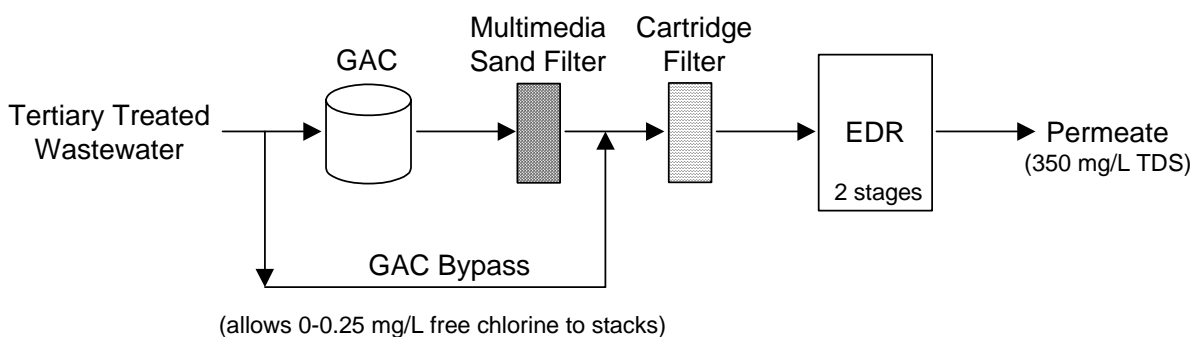 Tertiary Treated
Wastewater
GAC
Multimedia
Sand Filter
Cartridge
Filter
EDR
2 stages
Permeate
(350 mg/L TDS)
GAC Bypass
(allows 0-0.25 mg/L free chlorine to stacks)